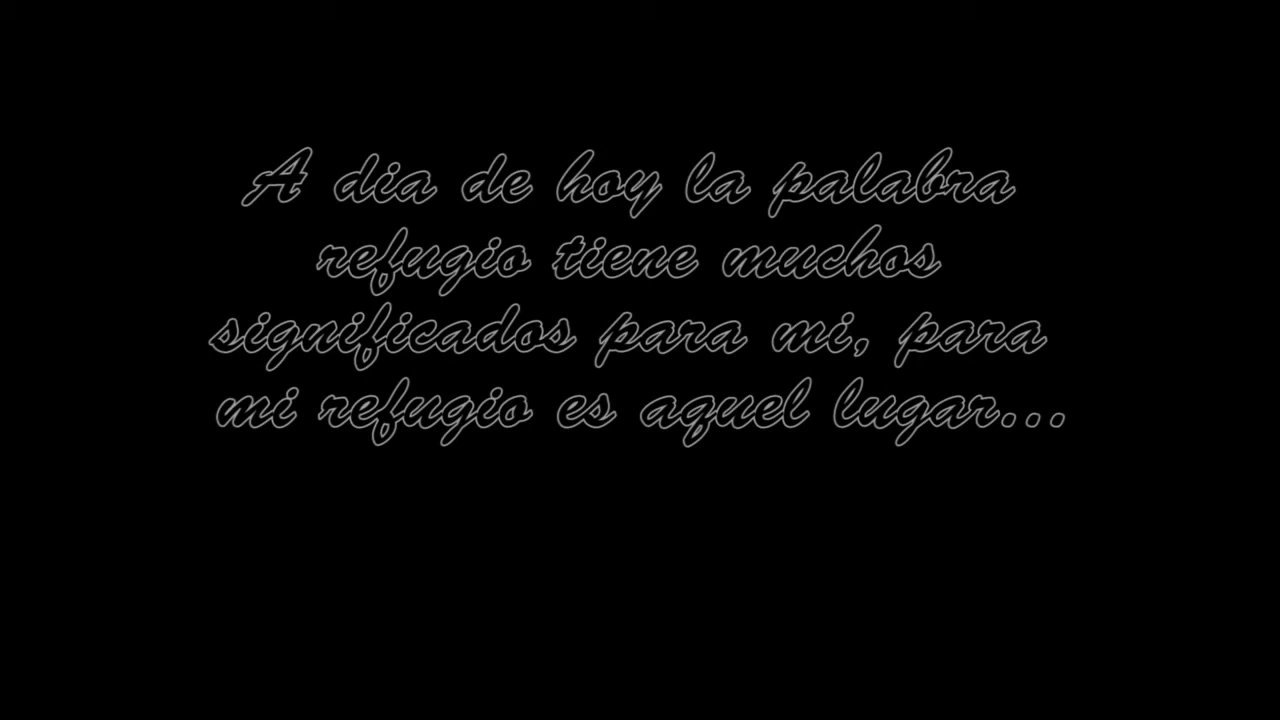 A dia de hoy la palabra
refugio tiene muchos
significados para mi, para
mi refugio es aquel lugar...